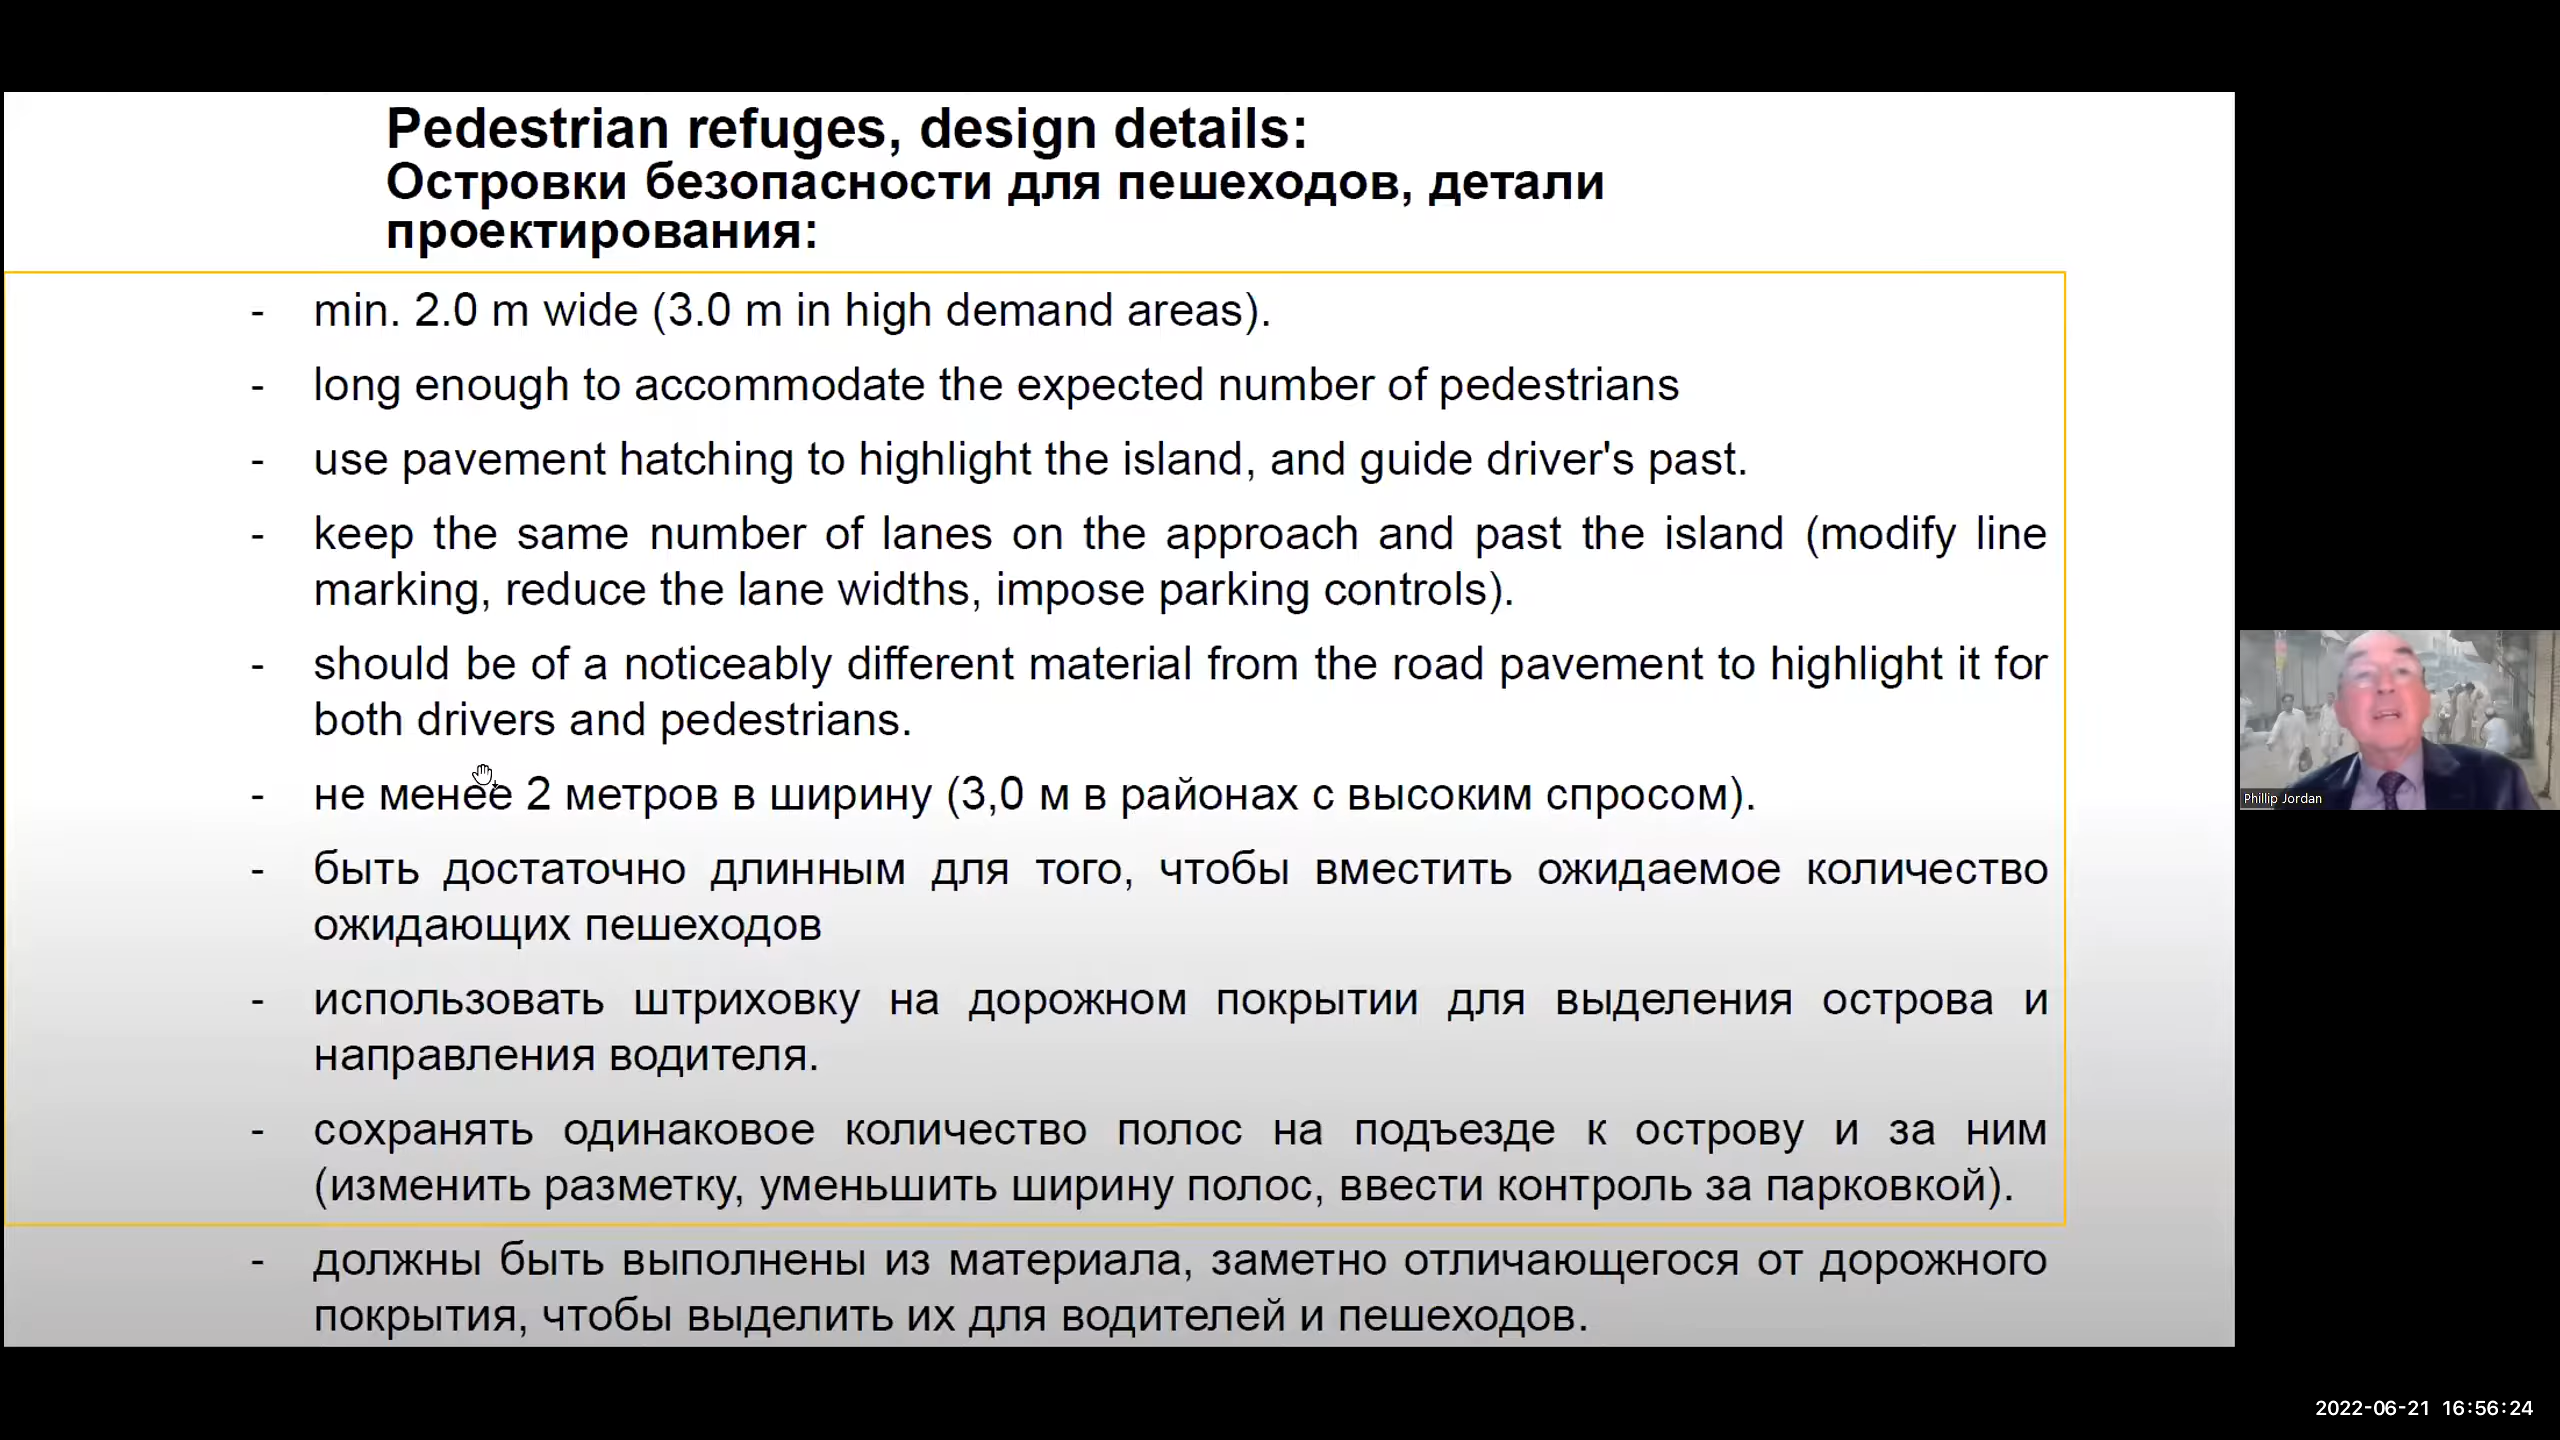 Pedestrian refuges, design details:
Островки безопасности для пешеходов, детали
проектирования:
- min. 2.0 m wide (3.0 m in high demand areas).
- long enough to accommodate the expected number of pedestrians
- use pavement hatching to highlight the island, and guide driver's past.
- keep the same number of lanes on the approach and past the island (modify line
marking, reduce the lane widths, impose parking controls).
- should be of a noticeably different material from the road pavement to highlight it for
both drivers and pedestrians.
- не менее 2 метров в ширину (3,0 м в районах с высоким спросом).
- быть достаточно длинным для того, чтобы вместить ожидаемое количество
ожидающих пешеходов
- использовать штриховку на дорожном покрытии для выделения острова и
направления водителя.
- сохранять одинаковое количество полос на подъезде к острову и за ним
(изменить разметку, уменьшить ширину полос, ввести контроль за парковкой).
- должны быть выполнены из материала, заметно отличающегося от дорожного
покрытия, чтобы выделить их для водителей и пешеходов.
Phillip Jordan
2022-06-21 16:56:24